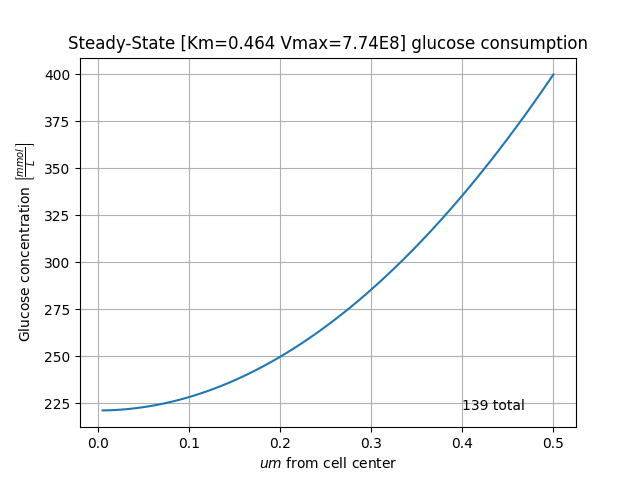 Steady-State [Km=0.464 Vmax=7.74E8] glucose consumption
Glucose concentration [mmol/L]
400
375
350
325
300
275
250
225
139 total
0.0 0.1 0.2 0.3 0.4 0.5
um from cell center